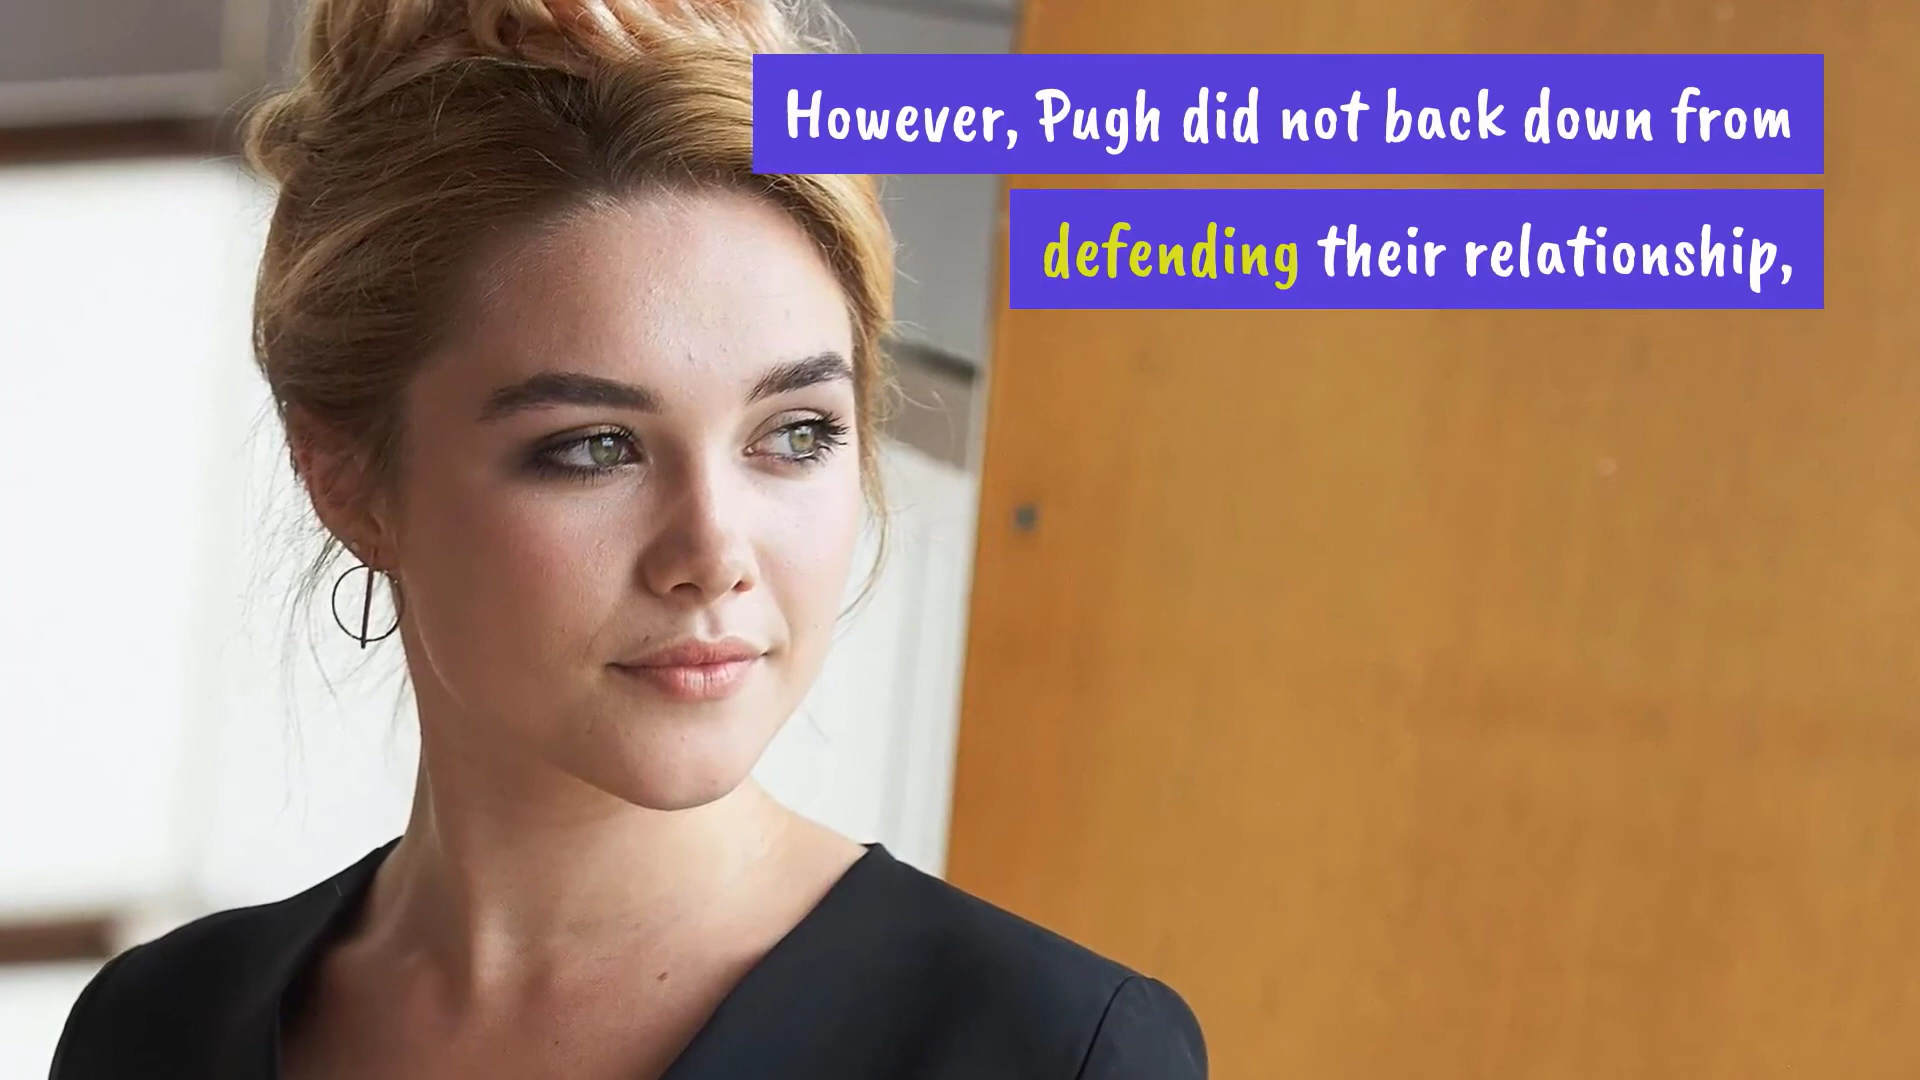 However, Pugh did not back down from
defending their relationship,